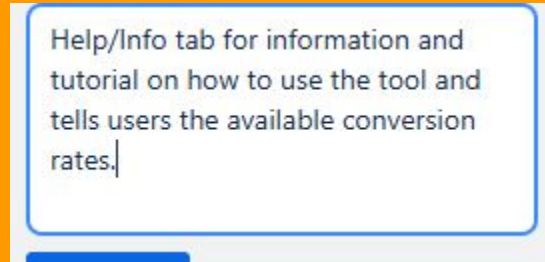 Help/Info tab for information and
tutorial on how to use the tool and
tells users the available conversion
rates.